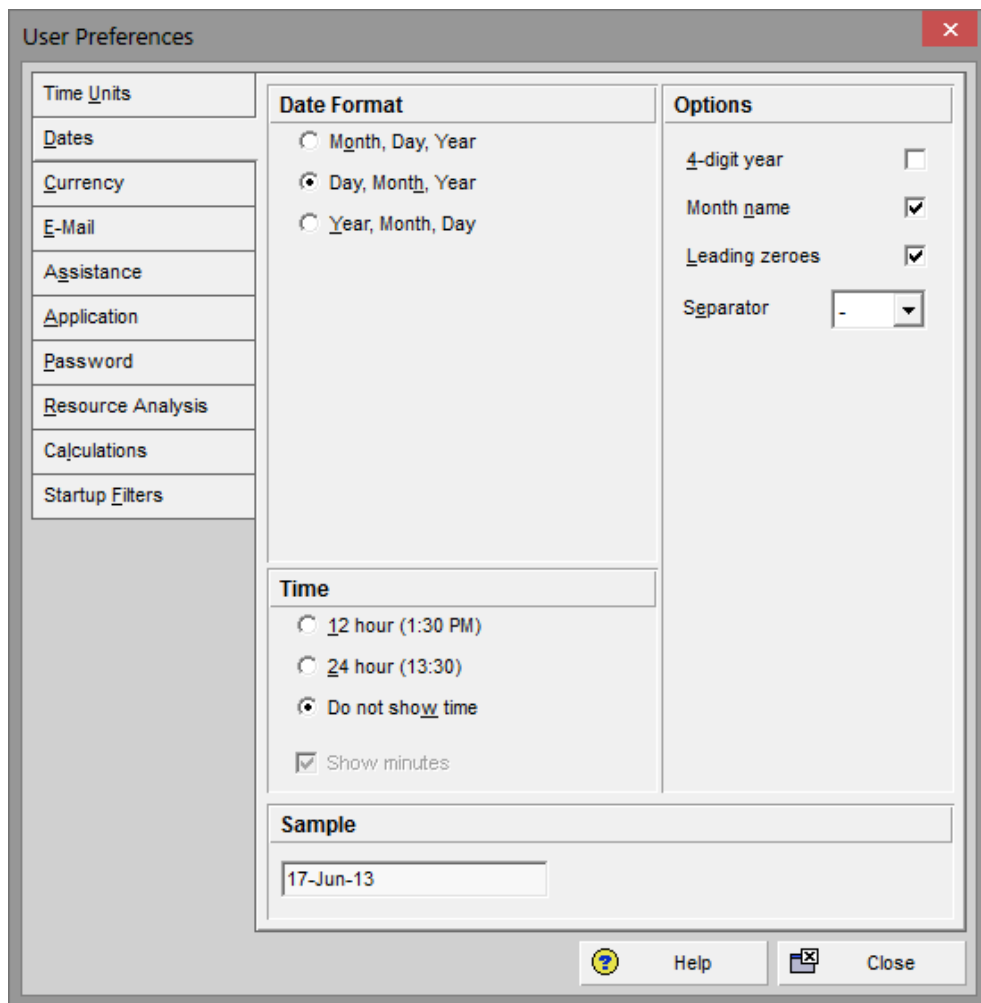 User Preferences
Time Units
Dates
Currency
E-Mail
Assistance
Application
Password
Resource Analysis
Calculations
Startup Filters
Date Format
Month, Day, Year
Day, Month, Year
Year, Month, Day
Time
12 hour (1:30 PM)
24 hour (13:30)
Do not show time
Show minutes
Options
4-digit year
Month name
Leading zeroes
Separator -
Sample
17-Jun-13
Help
Close